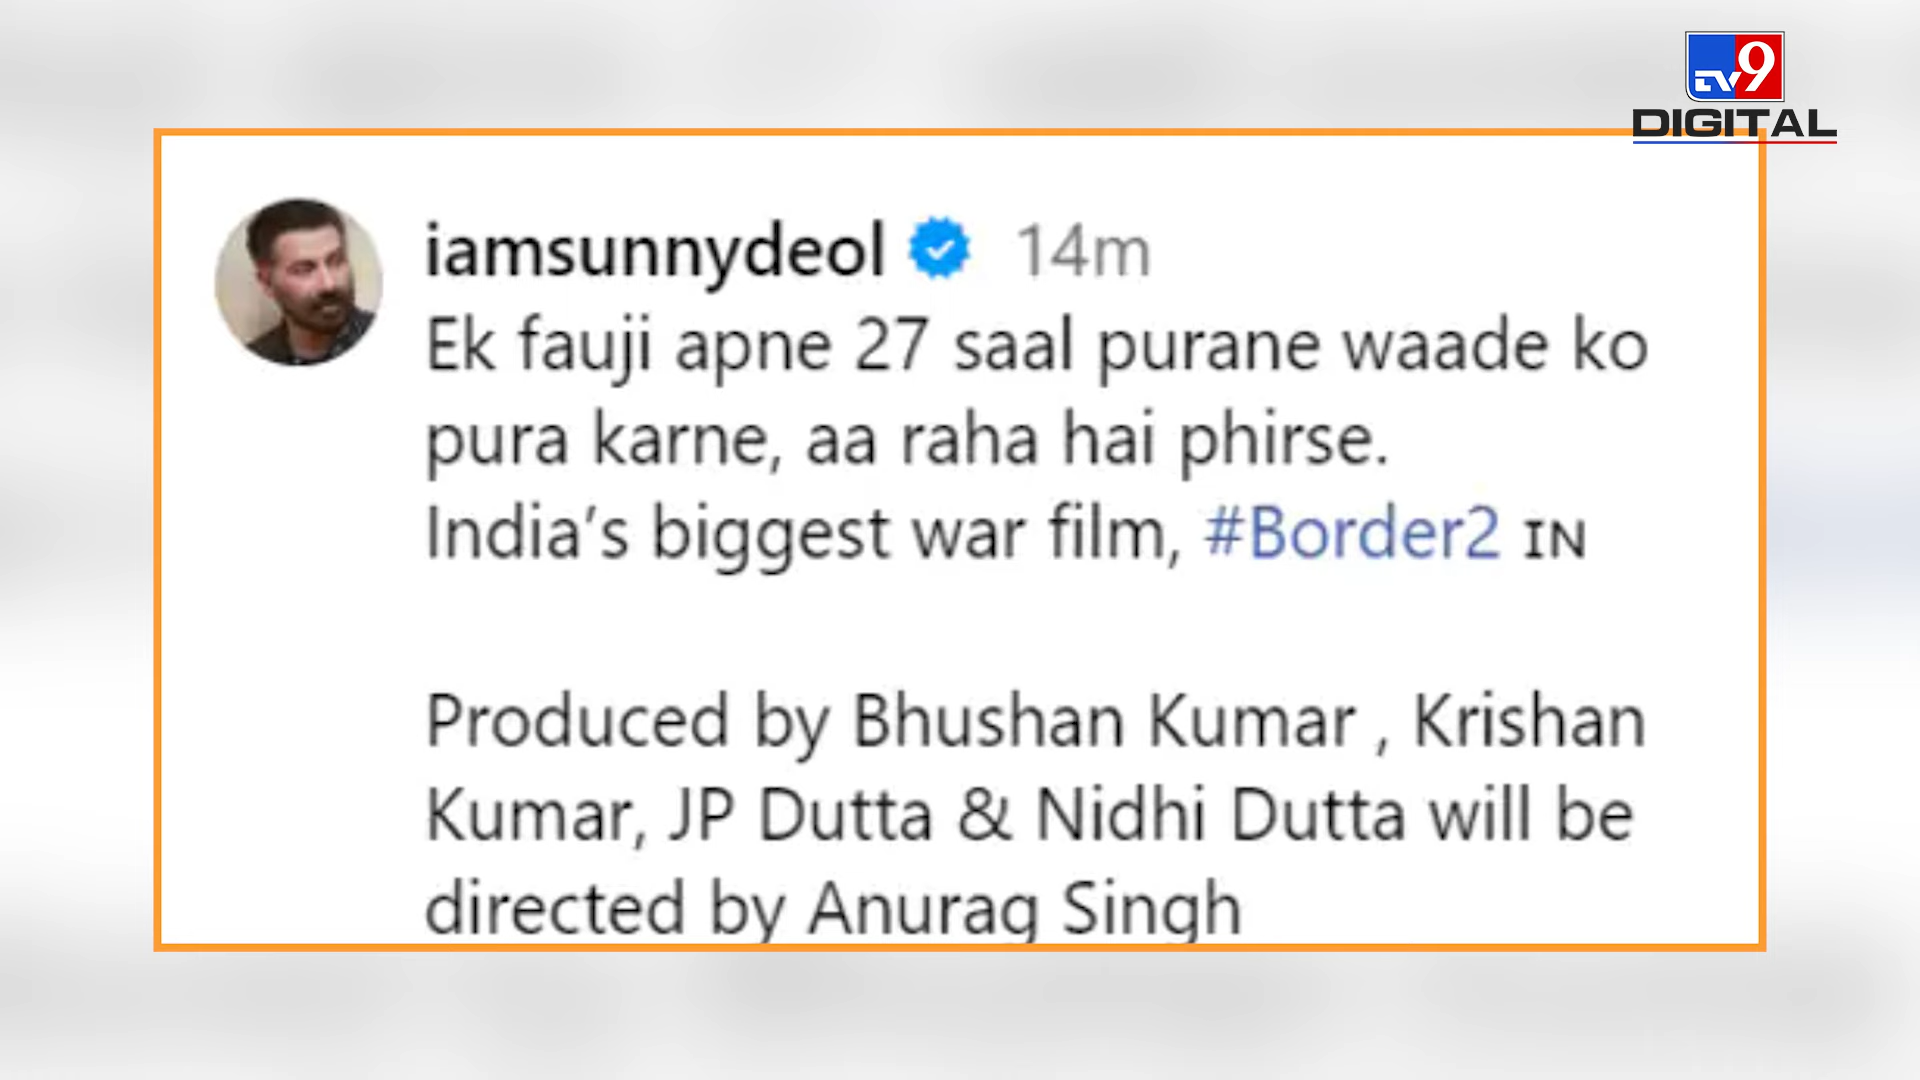 TV9
DIGITAL
iamsunnydeol 14m
Ek fauji apne 27 saal purane waade ko
pura karne, aa raha hai phirse.
India’s biggest war film, #Border2 IN
Produced by Bhushan Kumar , Krishan
Kumar, JP Dutta & Nidhi Dutta will be
directed by Anurag Singh